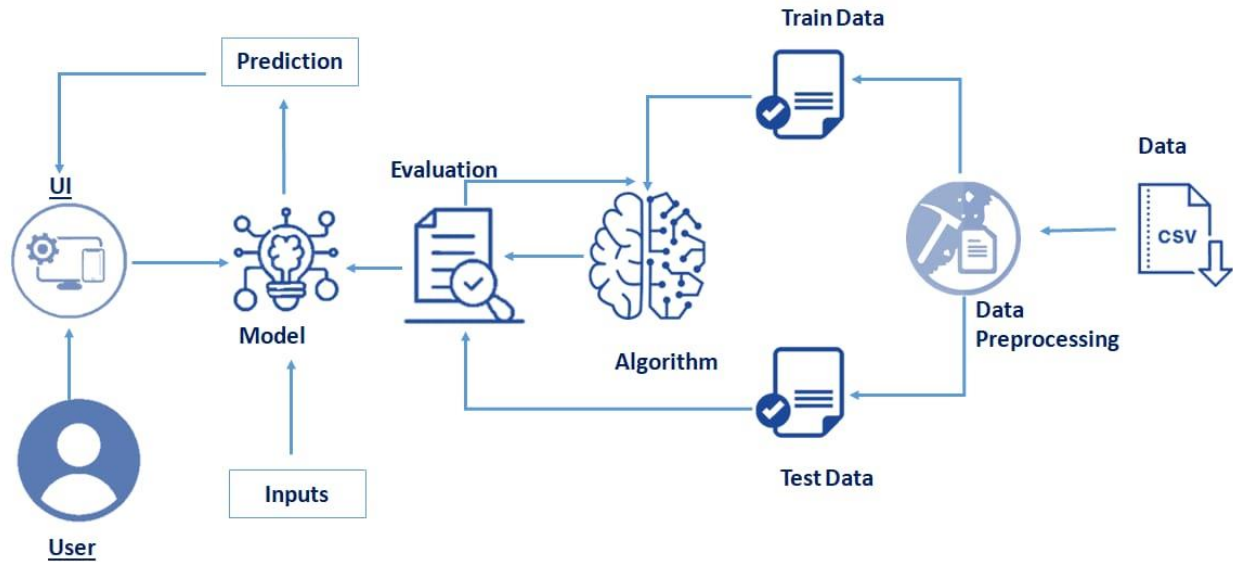 Train Data
Prediction
Data
Evaluation
UI
CSV
Data
Preprocessing
Model
Algorithm
Inputs
Test Data
User